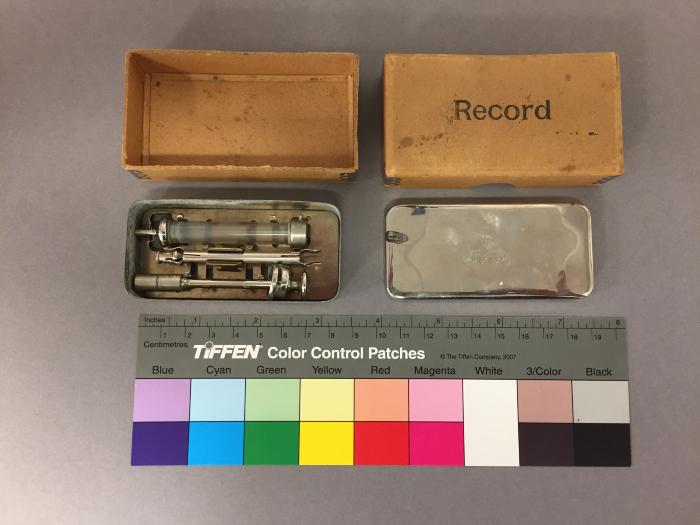 Record
Inches 1 2 3 4 5 6 7 8
Centimetres 1 2 3 4 5 6 7 8 9 10 11 12 13 14 15 16 17 18 19
TIFFEN® Color Control Patches © The Tiffen Company, 2007
Blue Cyan Green Yellow Red Magenta White 3/Color Black